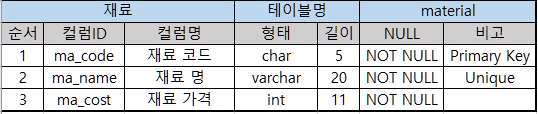 재료 테이블명 material
순서 컬럼ID 컬럼명 형태 길이 NULL 비고
1 ma_code 재료 코드 char 5 NOT NULL Primary Key
2 ma_name 재료 명 varchar 20 NOT NULL Unique
3 ma_cost 재료 가격 int 11 NOT NULL